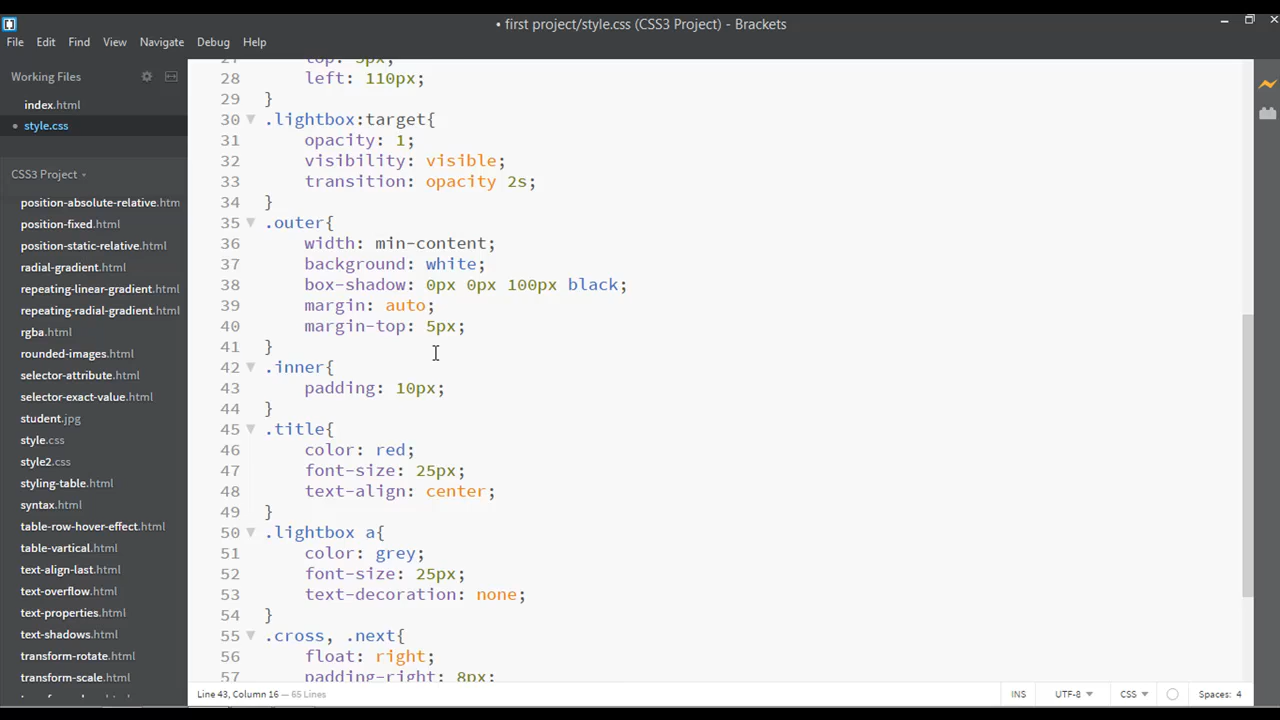 • first project/style.css (CSS3 Project) - Brackets
File Edit Find View Navigate Debug Help
Working Files
index.html
• style.css
CSS3 Project
position-absolute-relative.htm
position-fixed.html
position-static-relative.html
radial-gradient.html
repeating-linear-gradient.html
repeating-radial-gradient.html
rgba.html
rounded-images.html
selector-attribute.html
selector-exact-value.html
student.jpg
style.css
style2.css
styling-table.html
syntax.html
table-row-hover-effect.html
table-vartical.html
text-align-last.html
text-overflow.html
text-properties.html
text-shadows.html
transform-rotate.html
transform-scale.html
27 top: 5px;
28 left: 110px;
29 }
30 .lightbox:target{
31 opacity: 1;
32 visibility: visible;
33 transition: opacity 2s;
34 }
35 .outer{
36 width: min-content;
37 background: white;
38 box-shadow: 0px 0px 100px black;
39 margin: auto;
40 margin-top: 5px;
41 }
42 .inner{
43 padding: 10px;
44 }
45 .title{
46 color: red;
47 font-size: 25px;
48 text-align: center;
49 }
50 .lightbox a{
51 color: grey;
52 font-size: 25px;
53 text-decoration: none;
54 }
55 .cross, .next{
56 float: right;
57 padding-right: 8px;
Line 43, Column 16 — 65 Lines
INS UTF-8 CSS Spaces: 4